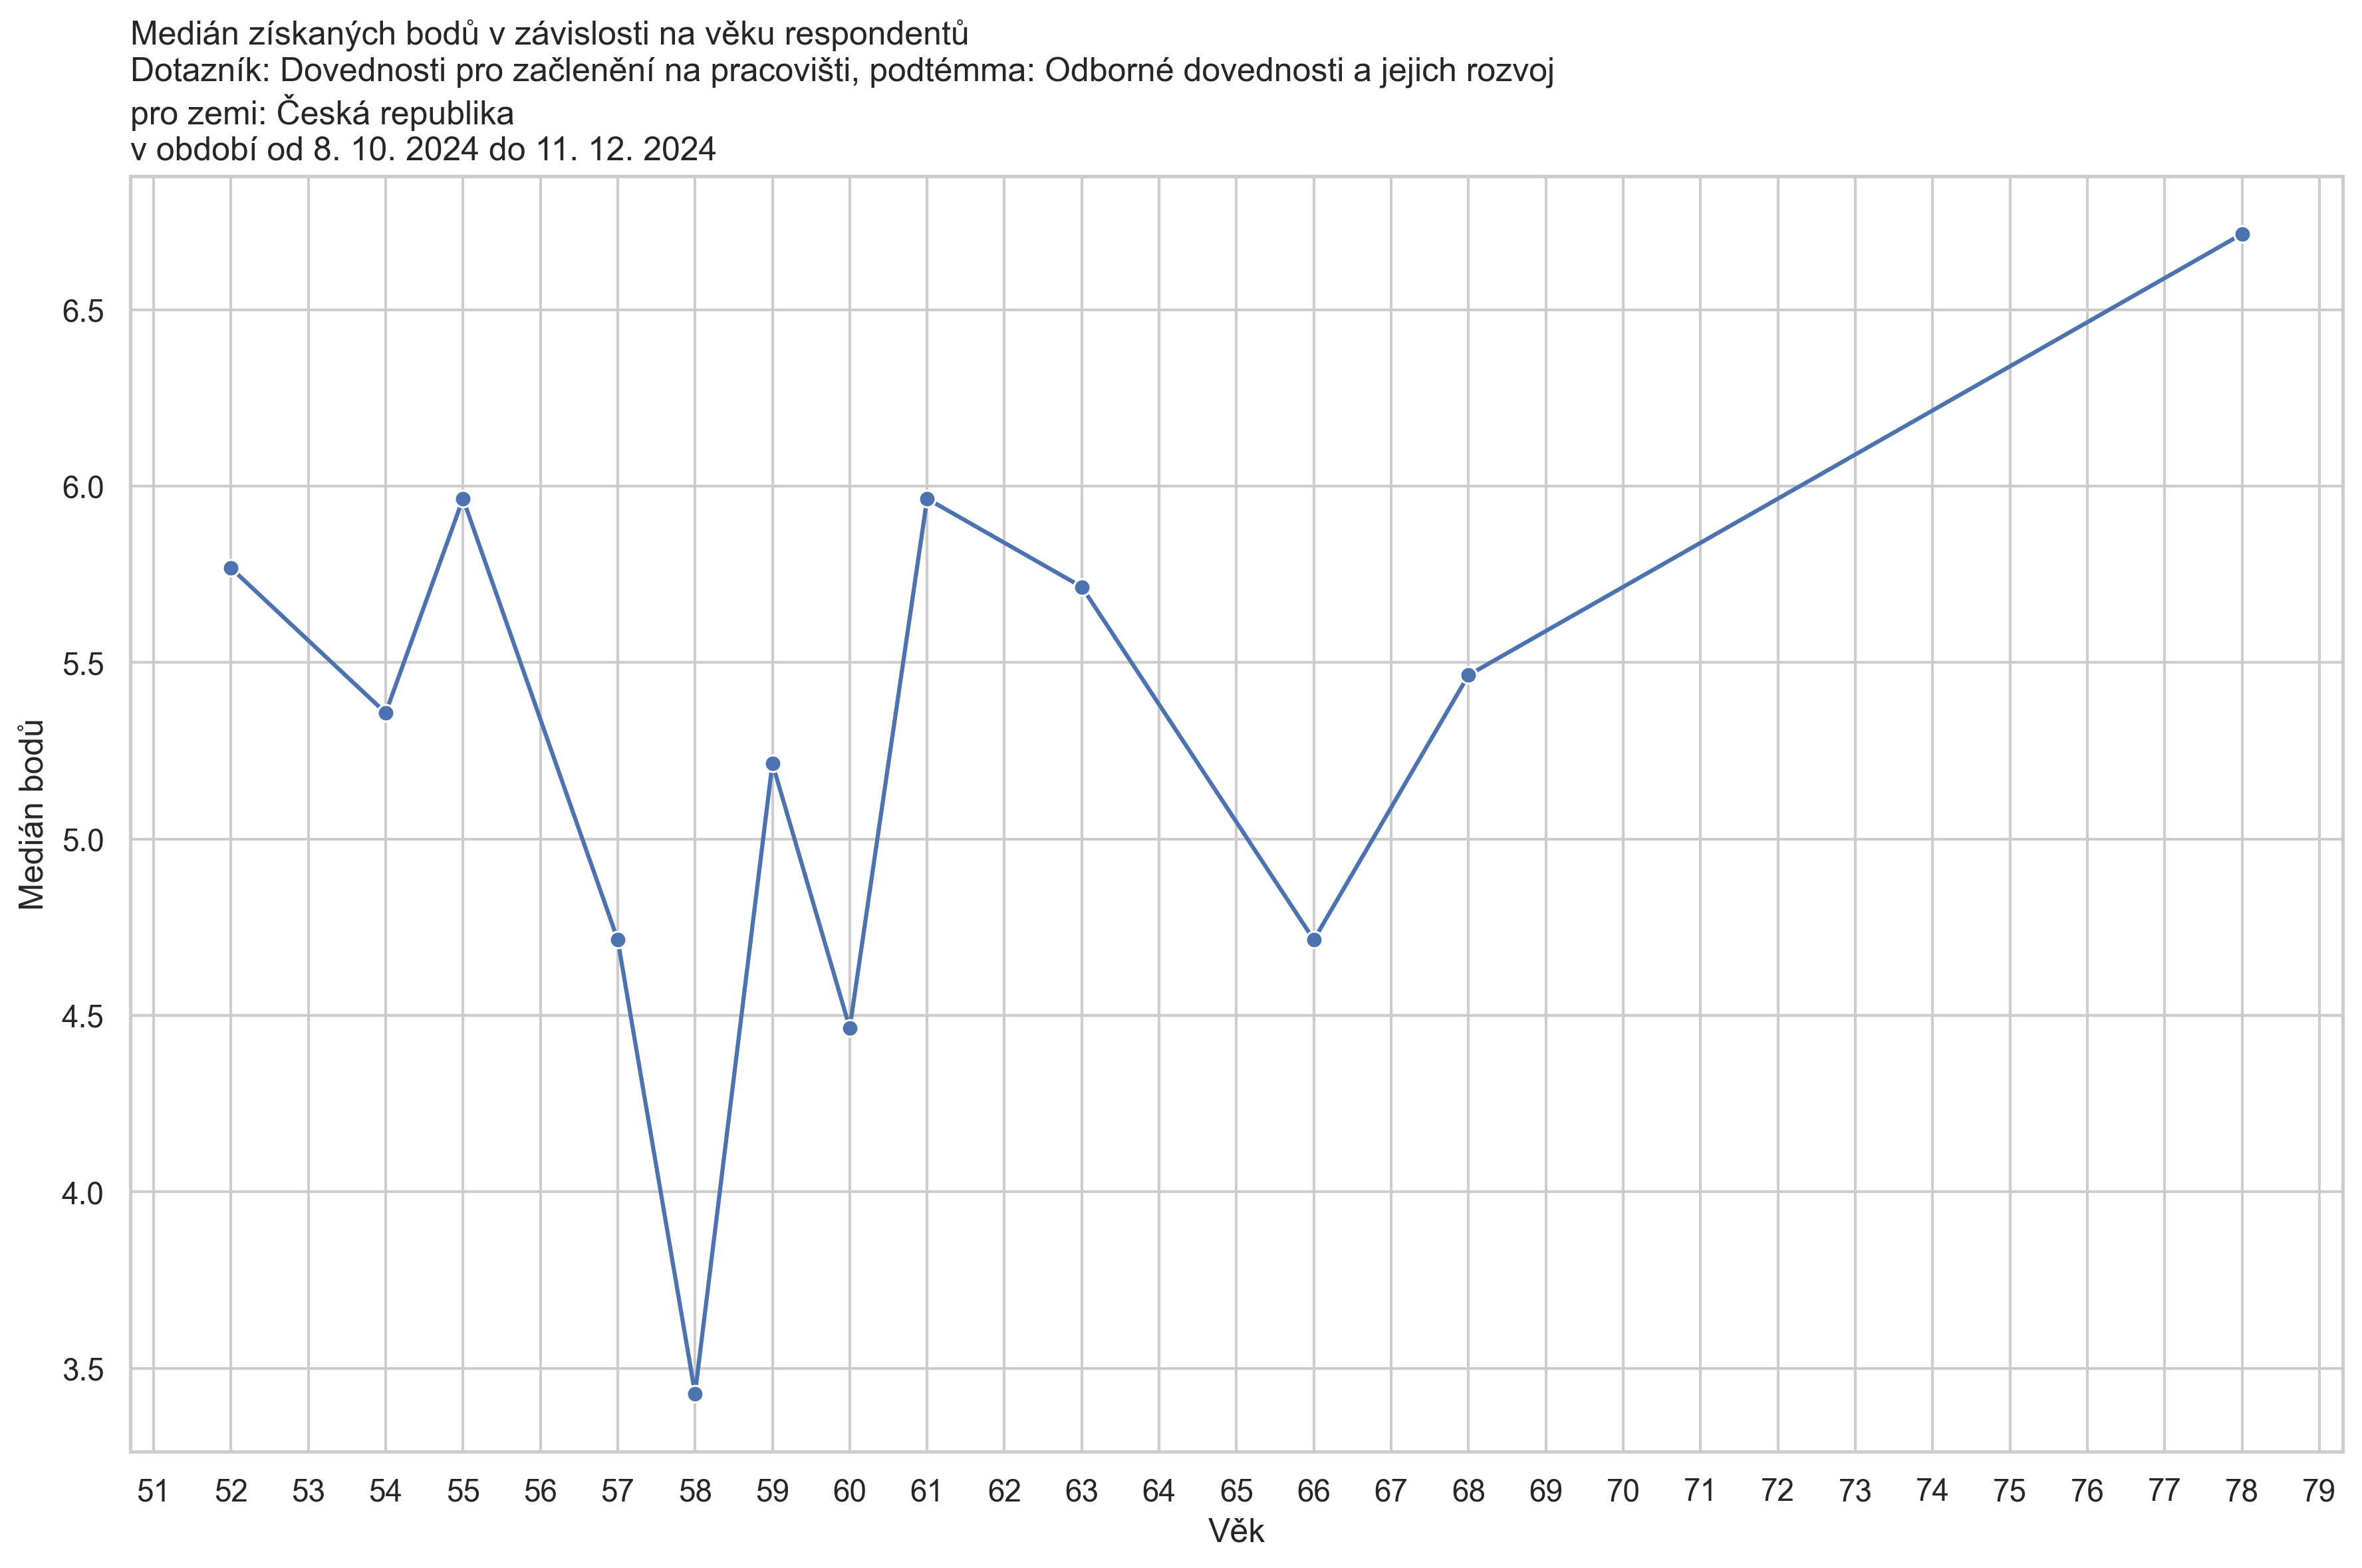 Medián získaných bodů v závislosti na věku respondentů
Dotazník: Dovednosti pro začlenění na pracovišti, podtémma: Odborné dovednosti a jejich rozvoj
pro zemi: Česká republika
v období od 8. 10. 2024 do 11. 12. 2024
Medián bodů
6.5
6.0
5.5
5.0
4.5
4.0
3.5
51 52 53 54 55 56 57 58 59 60 61 62 63 64 65 66 67 68 69 70 71 72 73 74 75 76 77 78 79
Věk